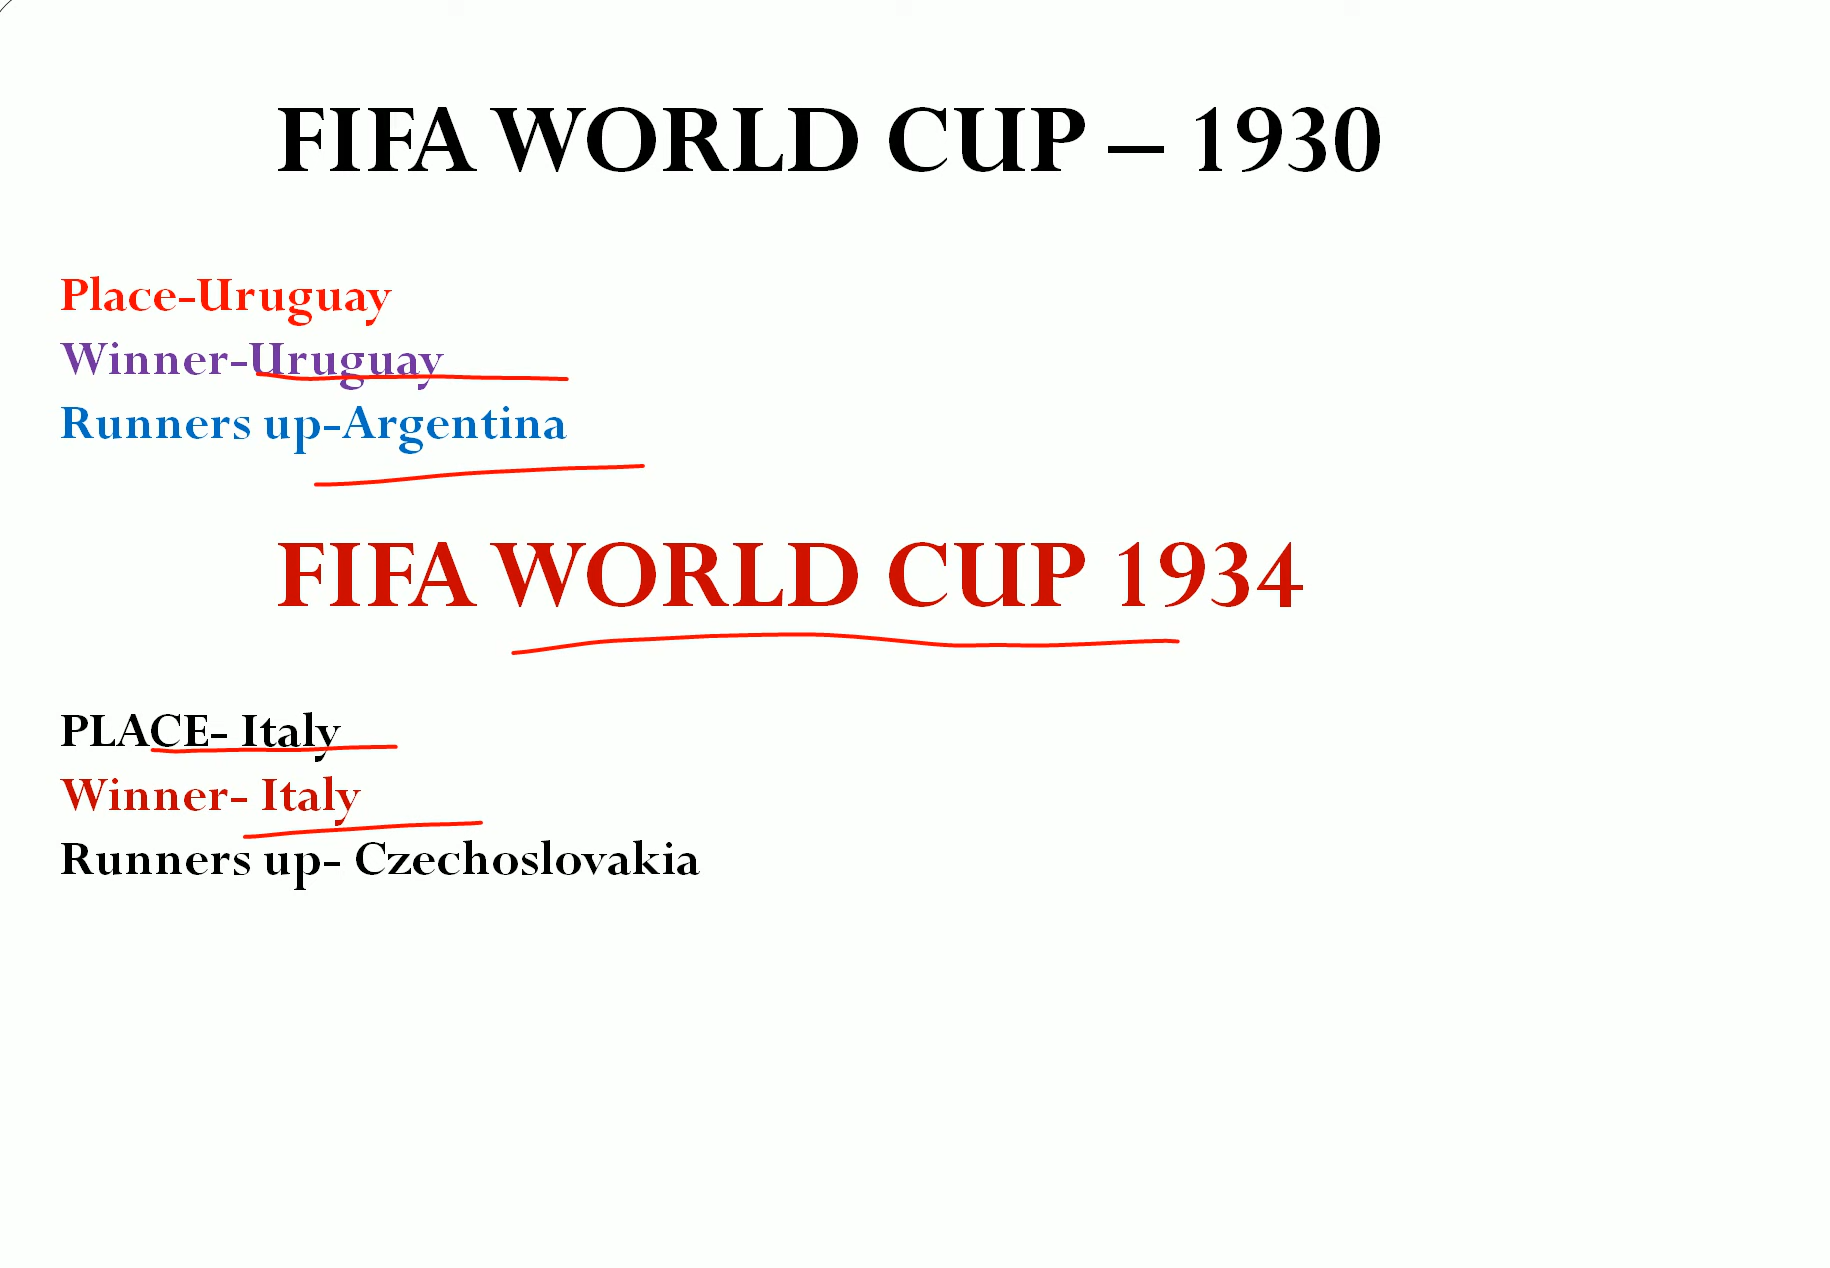 FIFA WORLD CUP – 1930
Place-Uruguay
Winner-Uruguay
Runners up-Argentina
FIFA WORLD CUP 1934
PLACE- Italy
Winner- Italy
Runners up- Czechoslovakia